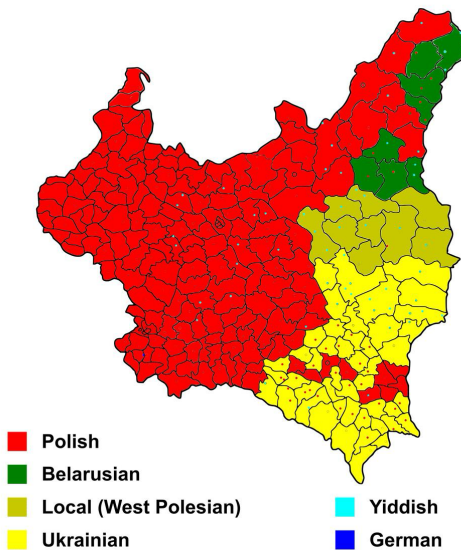 Polish
Belarusian
Local (West Polesian)
Ukrainian
Yiddish
German